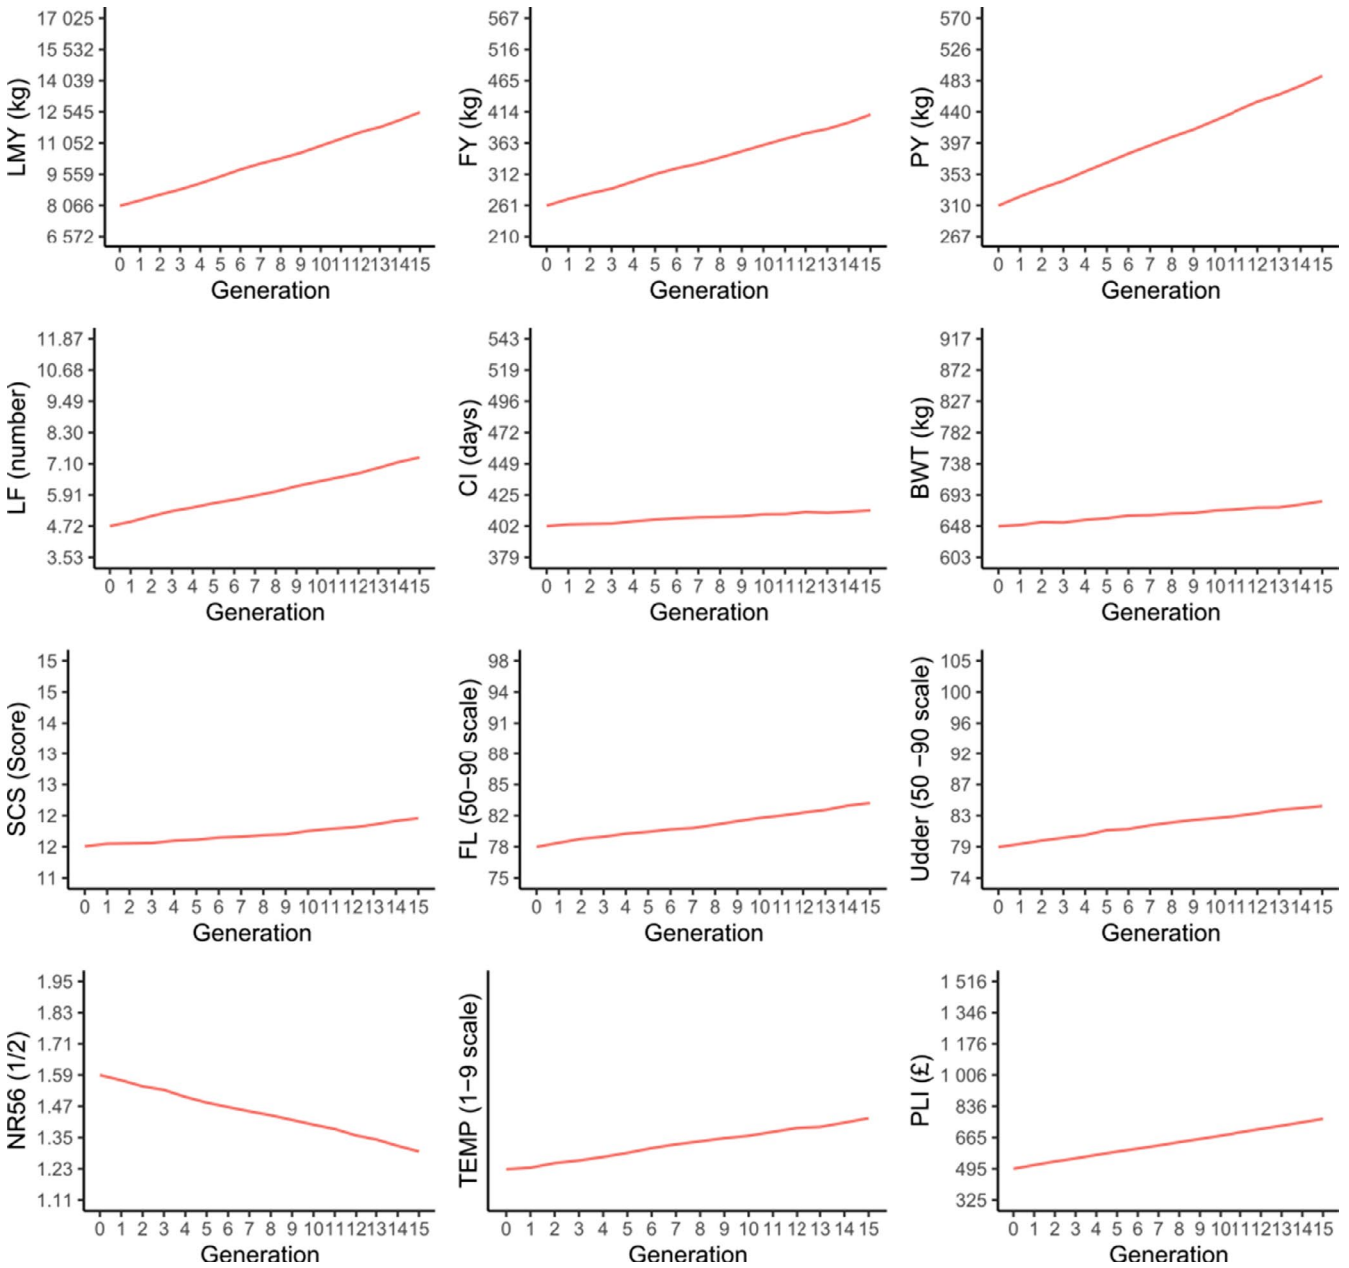 LMY (kg)
17 025
15 532
14 039
12 545
11 052
9 559
8 066
6 572
0 1 2 3 4 5 6 7 8 9 10 11 12 13 14 15
Generation
FY (kg)
567
516
465
414
363
312
261
210
0 1 2 3 4 5 6 7 8 9 10 11 12 13 14 15
Generation
PY (kg)
570
526
483
440
397
353
310
267
0 1 2 3 4 5 6 7 8 9 10 11 12 13 14 15
Generation
LF (number)
11.87
10.68
9.49
8.30
7.10
5.91
4.72
3.53
0 1 2 3 4 5 6 7 8 9 10 11 12 13 14 15
Generation
CI (days)
543
519
496
472
449
425
402
379
0 1 2 3 4 5 6 7 8 9 10 11 12 13 14 15
Generation
BWT (kg)
917
872
827
782
738
693
648
603
0 1 2 3 4 5 6 7 8 9 10 11 12 13 14 15
Generation
SCS (Score)
15
15
14
13
13
12
12
11
0 1 2 3 4 5 6 7 8 9 10 11 12 13 14 15
Generation
FL (50−90 scale)
98
94
91
88
85
82
78
75
0 1 2 3 4 5 6 7 8 9 10 11 12 13 14 15
Generation
Udder (50 −90 scale)
105
100
96
92
87
83
79
74
0 1 2 3 4 5 6 7 8 9 10 11 12 13 14 15
Generation
NR56 (1/2)
1.95
1.83
1.71
1.59
1.47
1.35
1.23
1.11
0 1 2 3 4 5 6 7 8 9 10 11 12 13 14 15
Generation
TEMP (1−9 scale)
0 1 2 3 4 5 6 7 8 9 10 11 12 13 14 15
Generation
PLI (£)
1 516
1 346
1 176
1 006
836
665
495
325
0 1 2 3 4 5 6 7 8 9 10 11 12 13 14 15
Generation